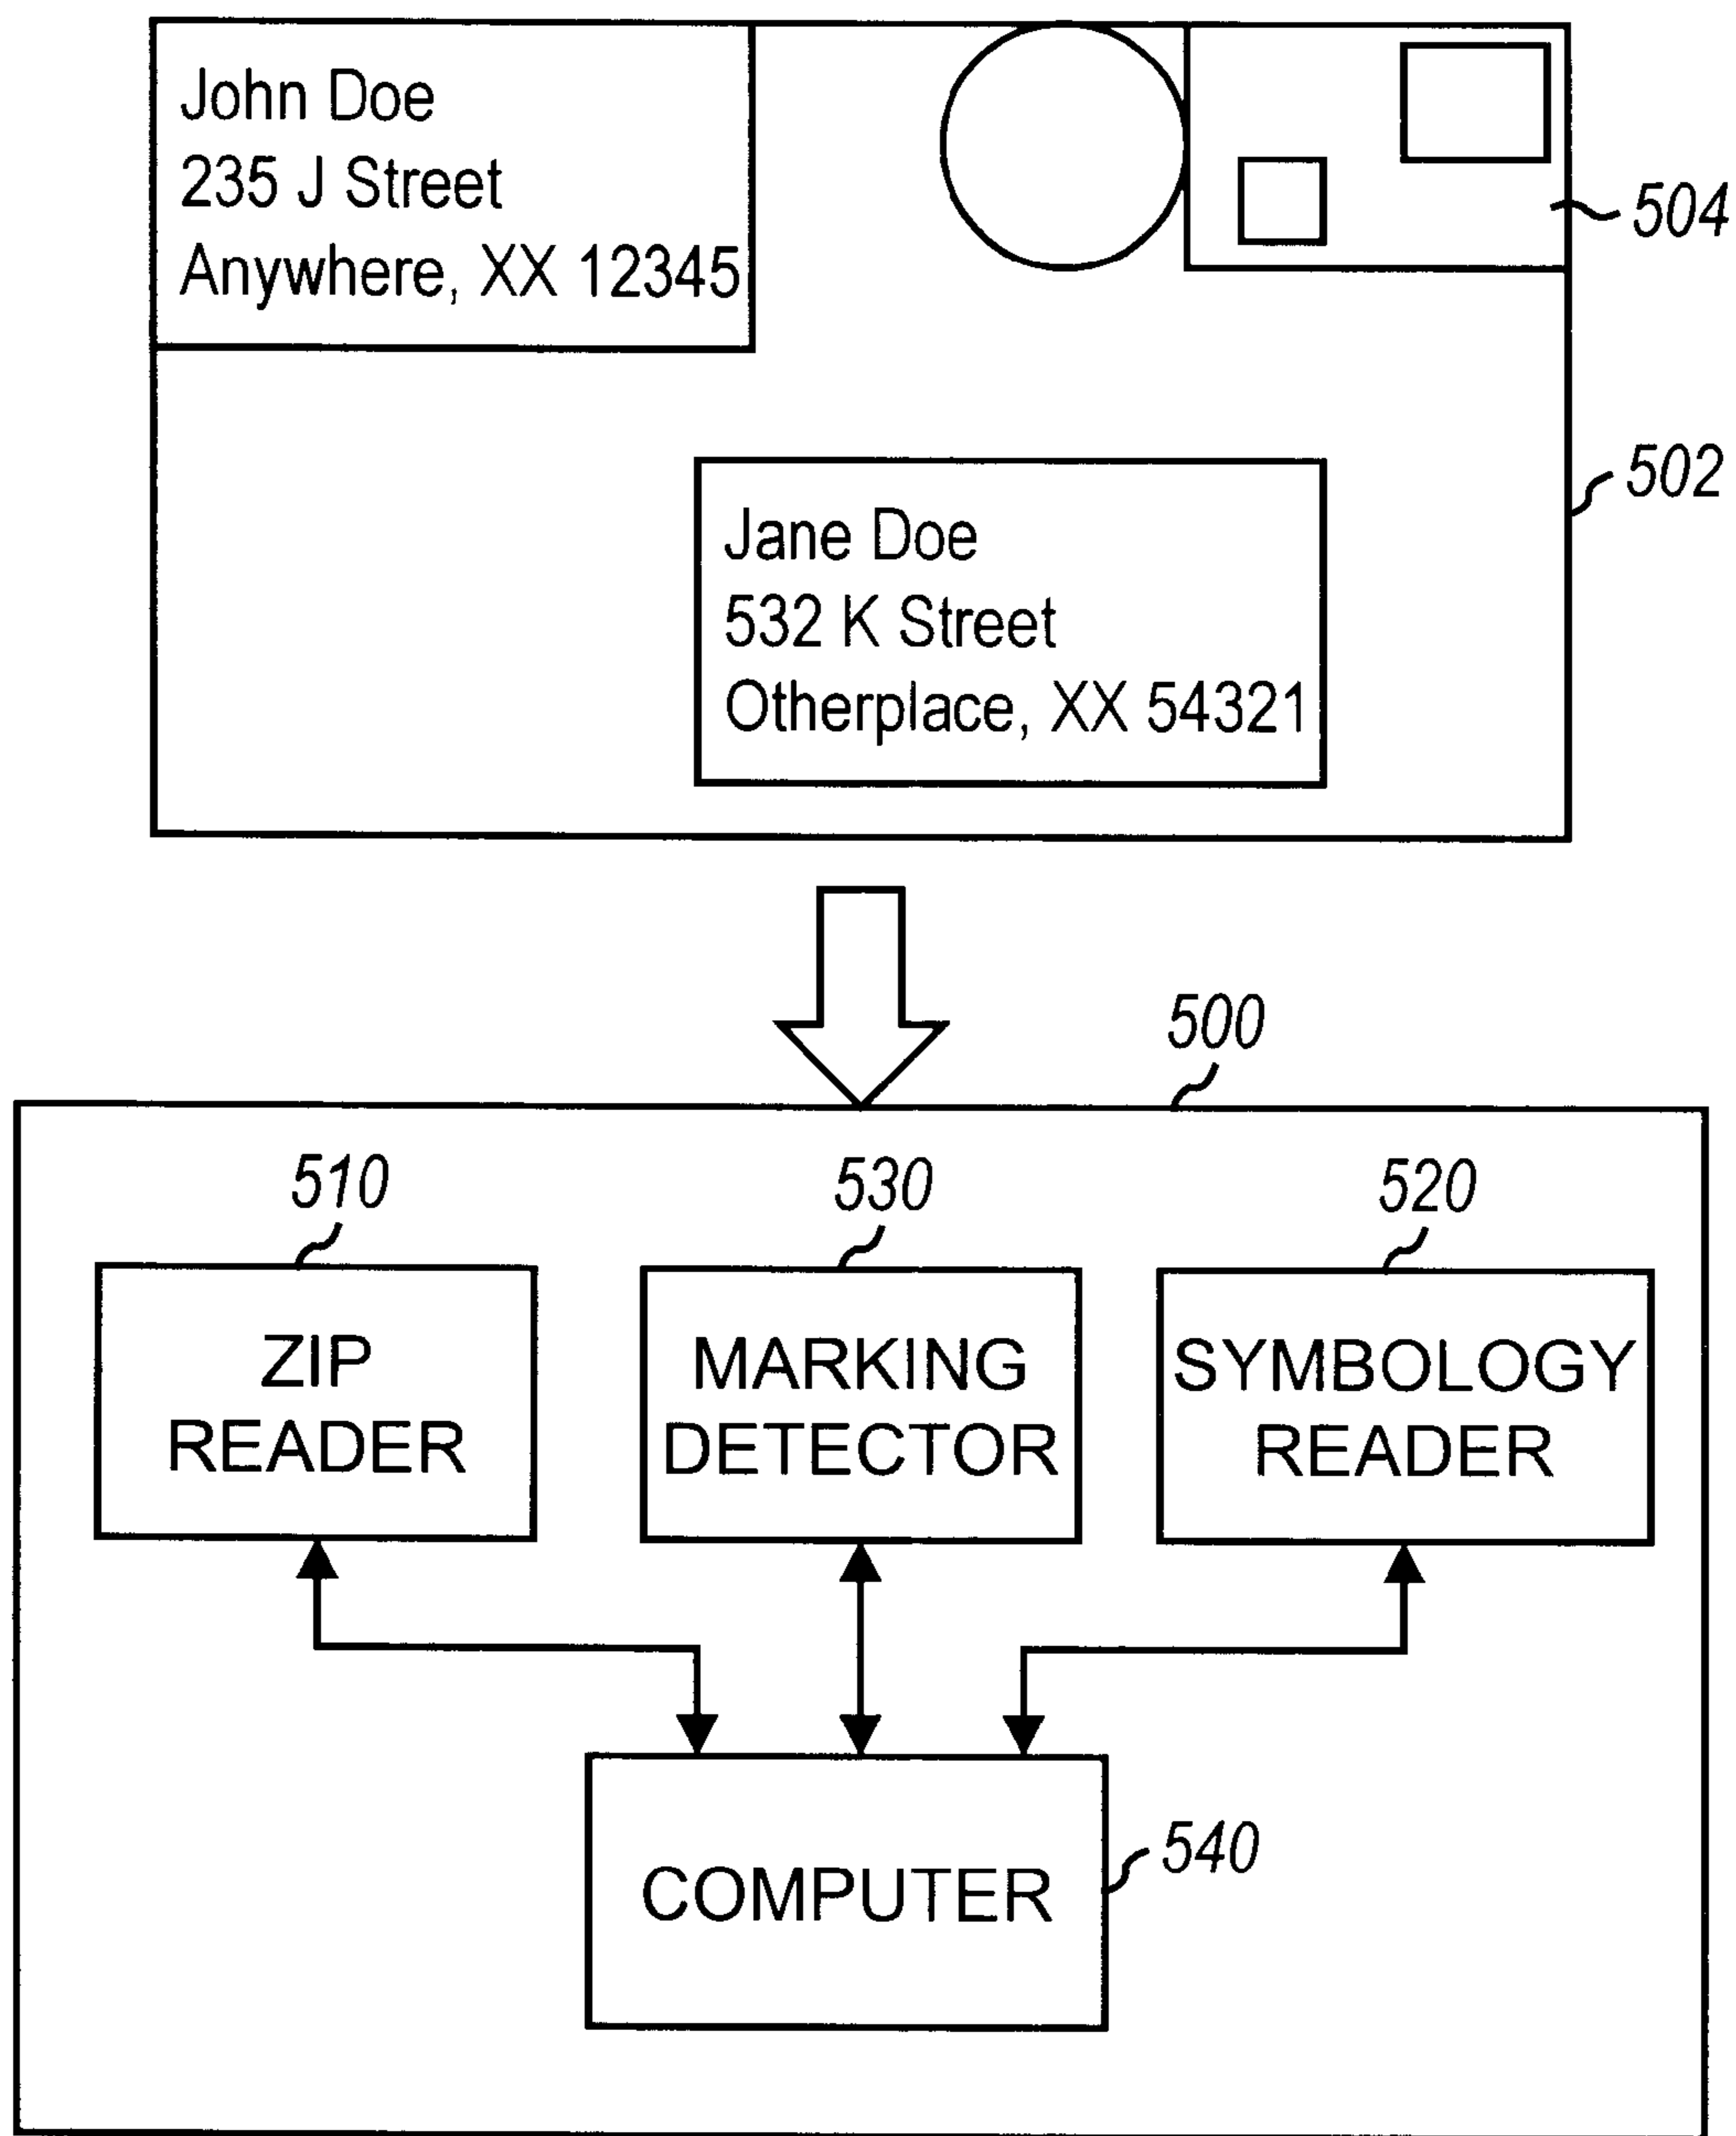 John Doe
235 J Street
Anywhere, XX 12345
504
502
Jane Doe
532 K Street
Otherplace, XX 54321
500
510
530
520
ZIP
READER
MARKING
DETECTOR
SYMBOLOGY
READER
540
COMPUTER